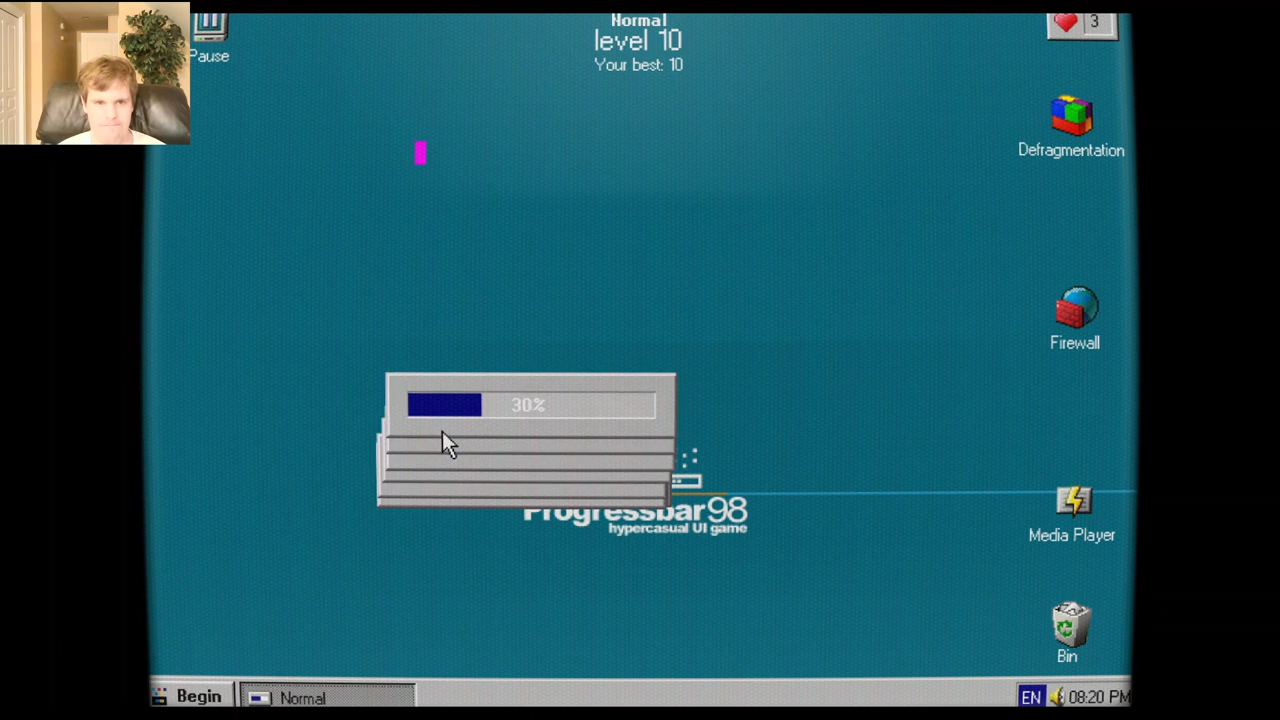 Normal
level 10
Your best: 10
Pause
3
Defragmentation
Firewall
30%
Progressbar98
hypercasual UI game
Media Player
Bin
Begin
Normal
EN
08:20 PM